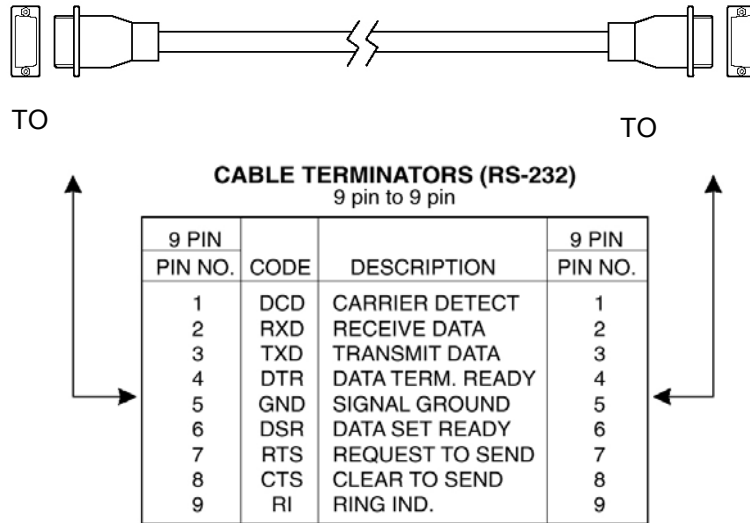 TO
TO
CABLE TERMINATORS (RS-232)
9 pin to 9 pin
9 PIN 9 PIN
PIN NO. CODE DESCRIPTION PIN NO.
1 DCD CARRIER DETECT 1
2 RXD RECEIVE DATA 2
3 TXD TRANSMIT DATA 3
4 DTR DATA TERM. READY 4
5 GND SIGNAL GROUND 5
6 DSR DATA SET READY 6
7 RTS REQUEST TO SEND 7
8 CTS CLEAR TO SEND 8
9 RI RING IND. 9